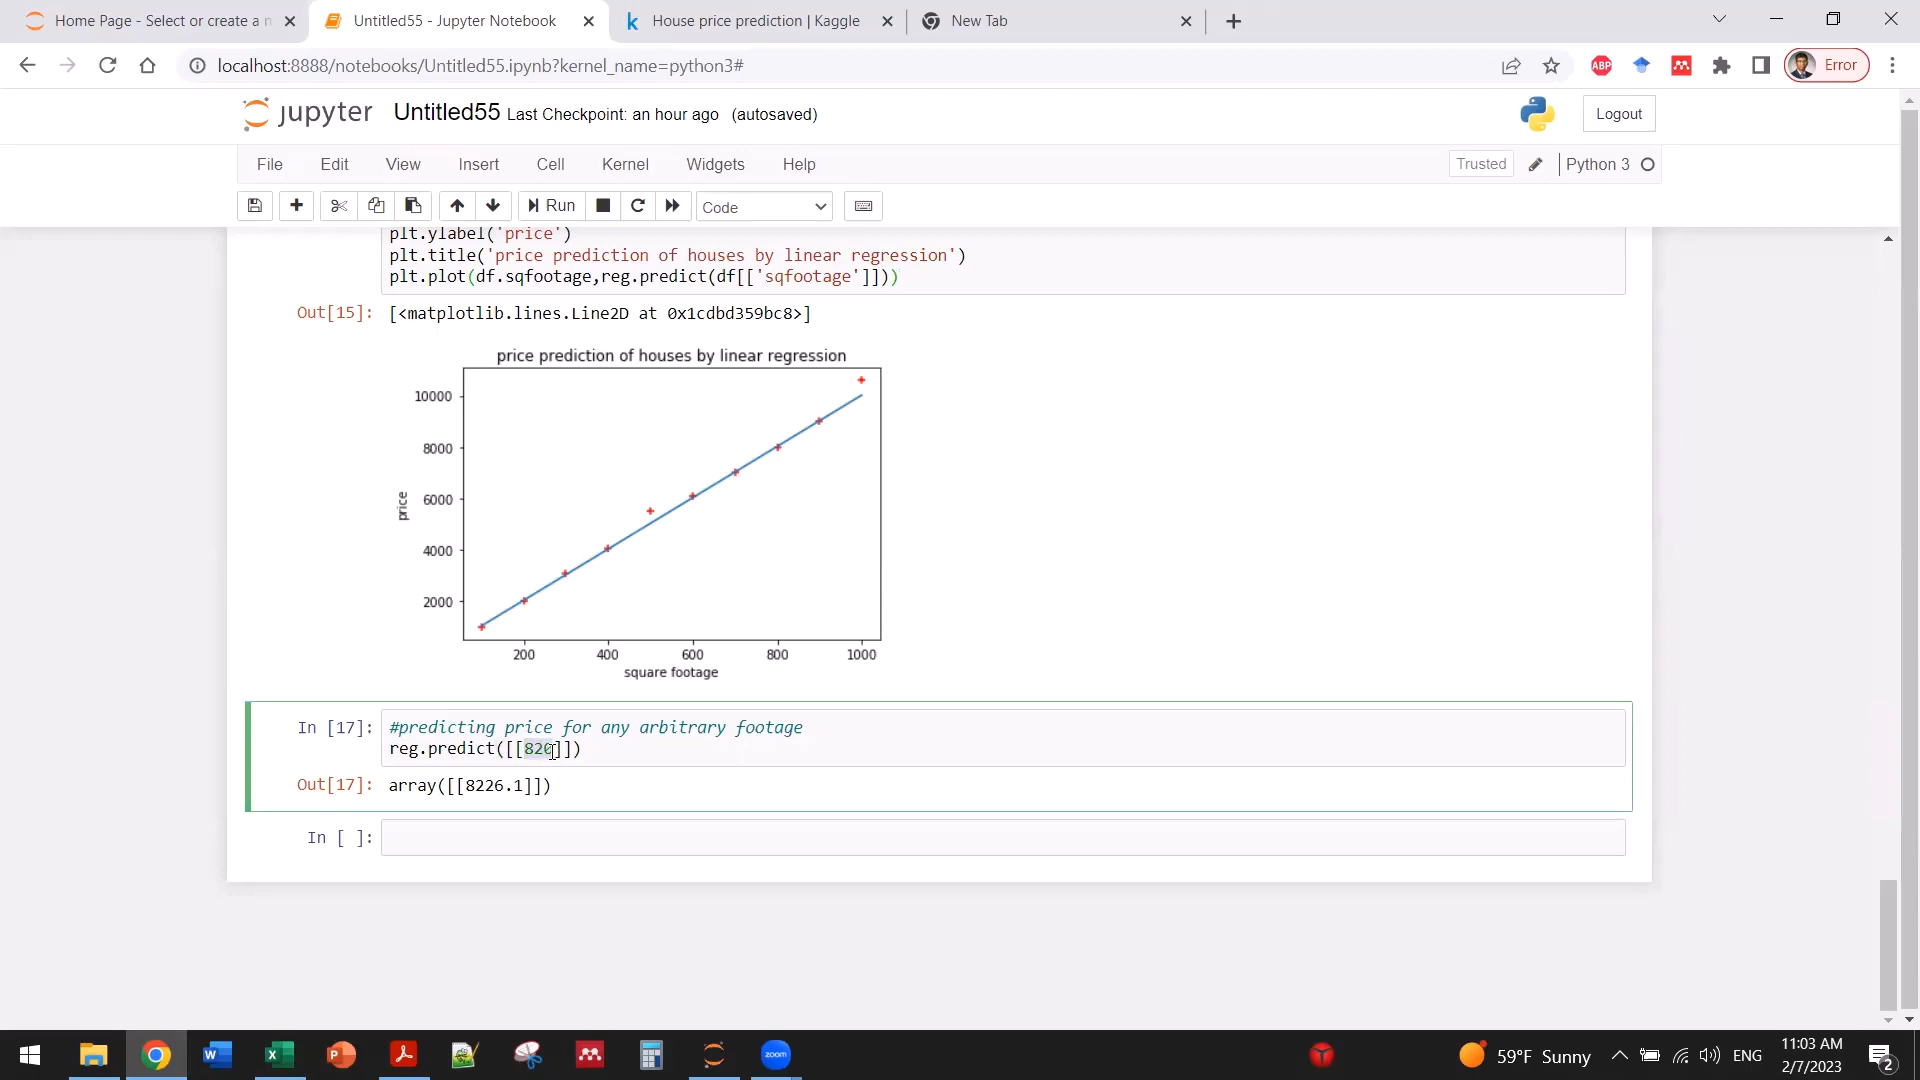 Home Page - Select or create a n
Untitled55 - Jupyter Notebook
House price prediction | Kaggle
New Tab
localhost:8888/notebooks/Untitled55.ipynb?kernel_name=python3#
ABP
Error
jupyter Untitled55 Last Checkpoint: an hour ago (autosaved)
Logout
File Edit View Insert Cell Kernel Widgets Help
Trusted
Python 3
Run
Code
plt.ylabel('price')
plt.title('price prediction of houses by linear regression')
plt.plot(df.sqfootage,reg.predict(df[['sqfootage']]))
Out[15]: [<matplotlib.lines.Line2D at 0x1cdbd359bc8>]
price prediction of houses by linear regression
10000
8000
6000
4000
2000
price
200 400 600 800 1000
square footage
In [17]: #predicting price for any arbitrary footage
reg.predict([[820]])
Out[17]: array([[8226.1]])
In [ ]:
zoom
59°F Sunny
ENG
11:03 AM
2/7/2023
2